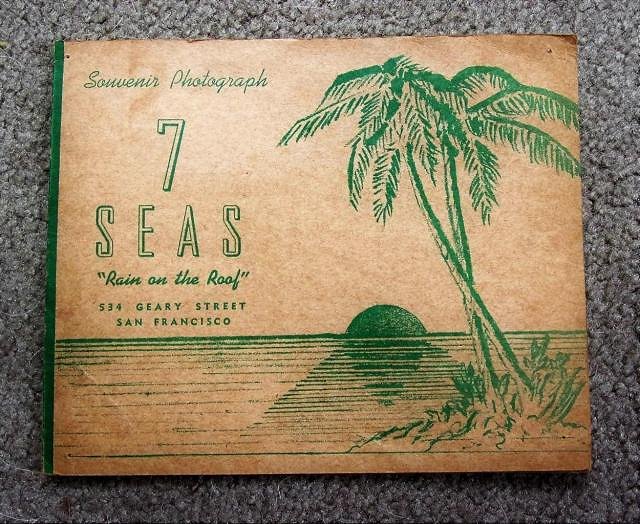 Souvenir Photograph
7
SEAS
"Rain on the Roof"
534 GEARY STREET
SAN FRANCISCO